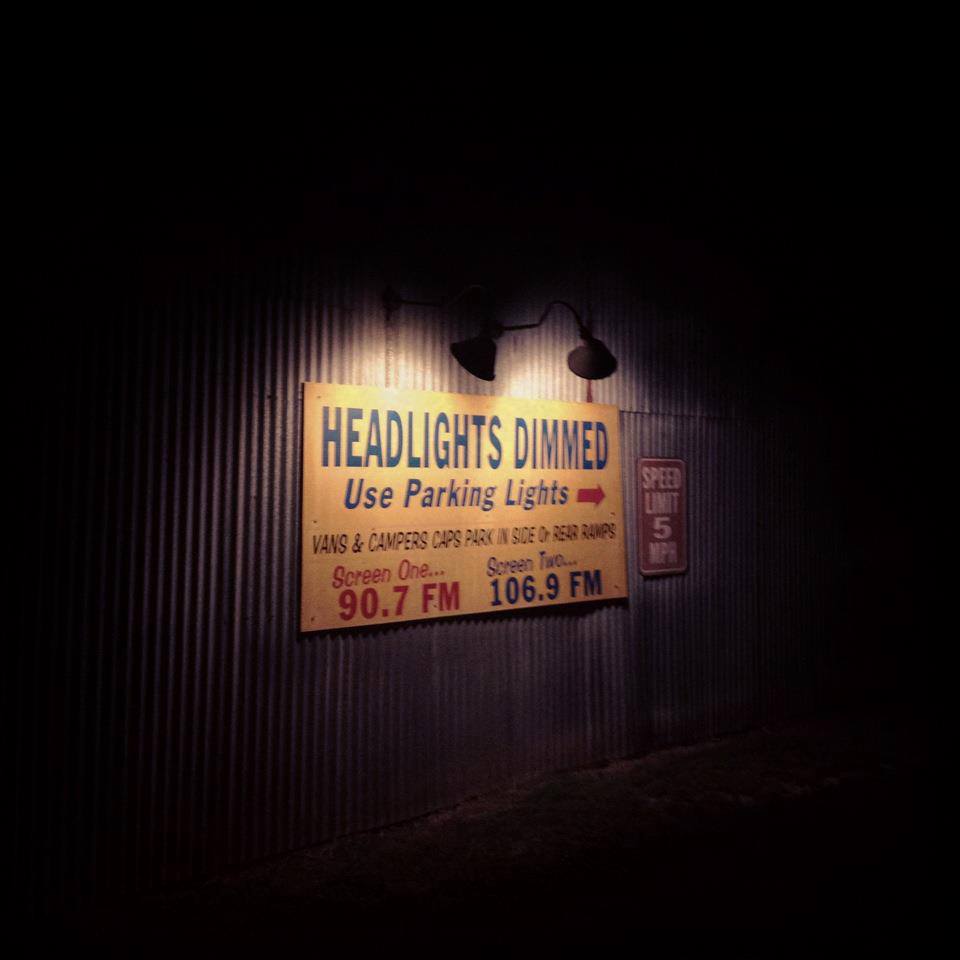 HEADLIGHTS DIMMED
Use Parking Lights
VANS & CAMPERS CAPS PARK IN SIDE Or REAR RAMPS
Screen One... Screen Two...
90.7 FM 106.9 FM
SPEED
LIMIT
5
MPH